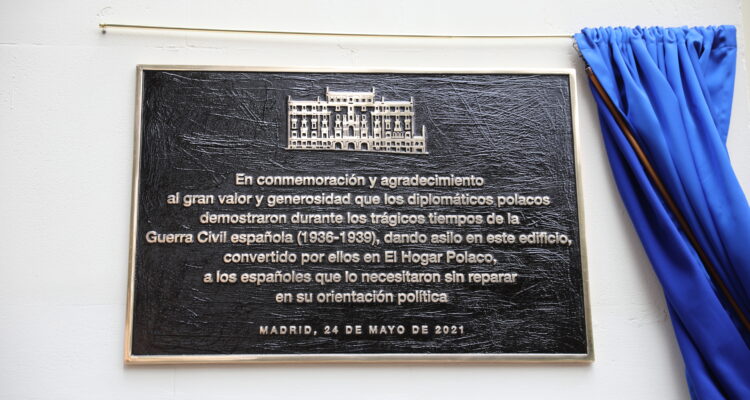 En conmemoración y agradecimiento
al gran valor y generosidad que los diplomáticos polacos
demostraron durante los trágicos tiempos de la
Guerra Civil española (1936-1939), dando asilo en este edificio,
convertido por ellos en El Hogar Polaco,
a los españoles que lo necesitaron sin reparar
en su orientación política
MADRID, 24 DE MAYO DE 2021